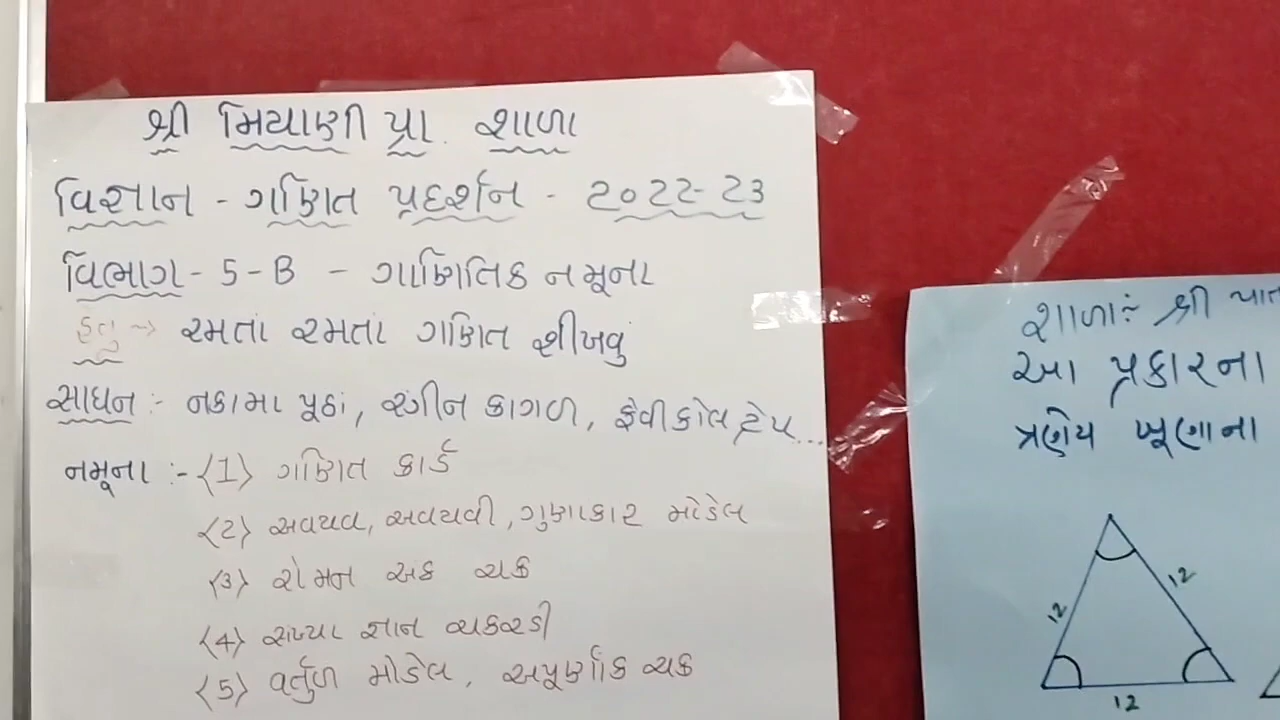 શ્રી મિયાણી પ્રા. શાળા
વિજ્ઞાન - ગણિત પ્રદર્શન - ૨૦૨૨-૨૩
વિભાગ - 5 - B - ગાણિતિક નમૂના
હેતુ → રમતાં રમતાં ગણિત શીખવું
સાધન :- નકામા પૂઠાં, રંગીન કાગળ, ફેવીકોલ, ટેપ...
નમૂના :- <1> ગણિત કાર્ડ
<2> અવયવ, અવયવી, ગુણાકાર મોડેલ
<3> રોમન અંક ચક્ર
<4> સંખ્યા જ્ઞાન ચકરડી
<5> વર્તુળ મોડેલ, અપૂર્ણાંક ચક્ર
શાળા :- શ્રી
આ પ્રકારના
ત્રણેય ખૂણાના
12
12
12